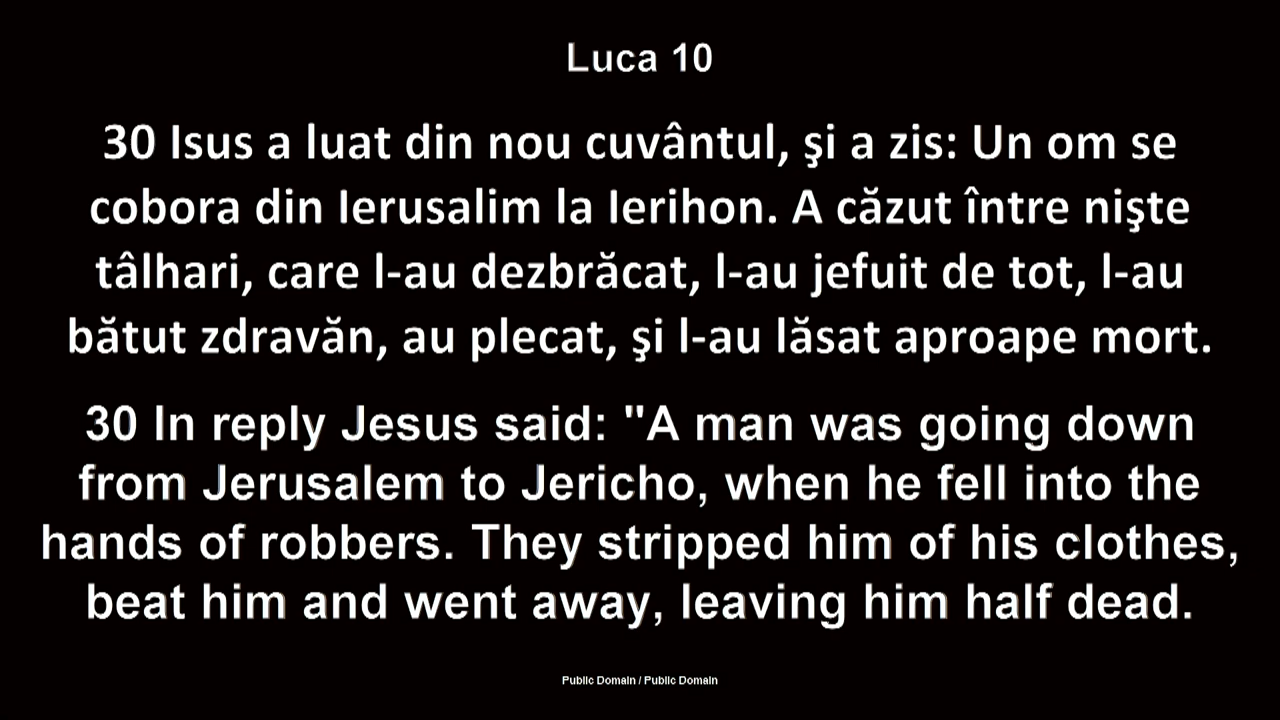 Luca 10
30 Isus a luat din nou cuvântul, şi a zis: Un om se
cobora din Ierusalim la Ierihon. A căzut între nişte
tâlhari, care l-au dezbrăcat, l-au jefuit de tot, l-au
bătut zdravăn, au plecat, şi l-au lăsat aproape mort.
30 In reply Jesus said: "A man was going down
from Jerusalem to Jericho, when he fell into the
hands of robbers. They stripped him of his clothes,
beat him and went away, leaving him half dead.
Public Domain / Public Domain